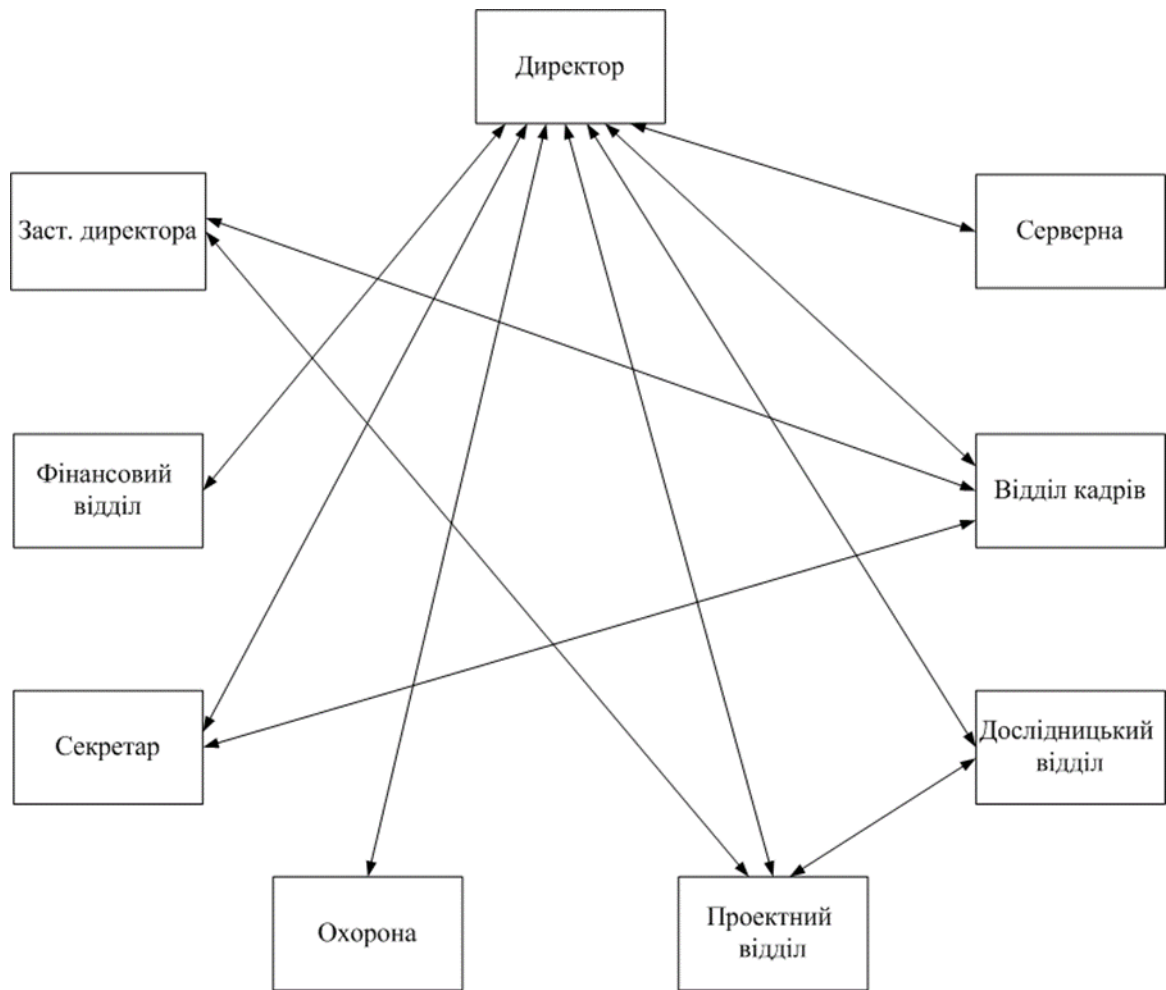 Директор
Заст. директора
Серверна
Фінансовий
відділ
Відділ кадрів
Секретар
Дослідницький
відділ
Охорона
Проектний
відділ